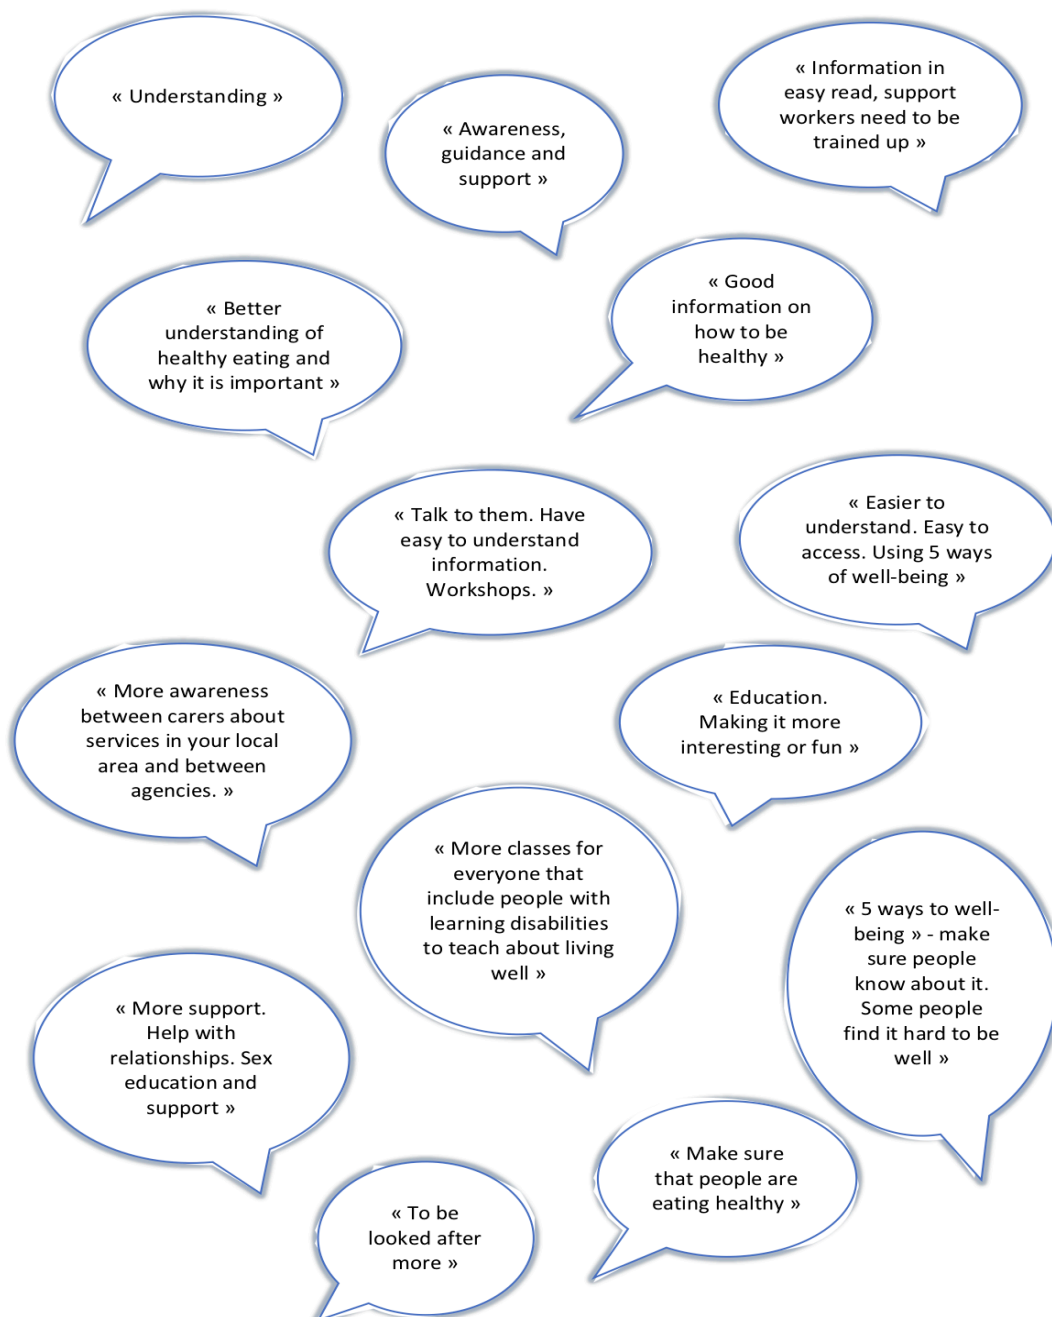 « Understanding »
« Awareness,
guidance and
support »
« Information in
easy read, support
workers need to be
trained up »
« Better
understanding of
healthy eating and
why it is important »
« Good
information on
how to be
healthy »
« Talk to them. Have
easy to understand
information.
Workshops. »
« Easier to
understand. Easy to
access. Using 5 ways
of well-being »
« More awareness
between carers about
services in your local
area and between
agencies. »
« Education.
Making it more
interesting or fun »
« More classes for
everyone that
include people with
learning disabilities
to teach about living
well »
« 5 ways to well-
being » - make
sure people
know about it.
Some people
find it hard to be
well »
« More support.
Help with
relationships. Sex
education and
support »
« Make sure
that people are
eating healthy »
« To be
looked after
more »